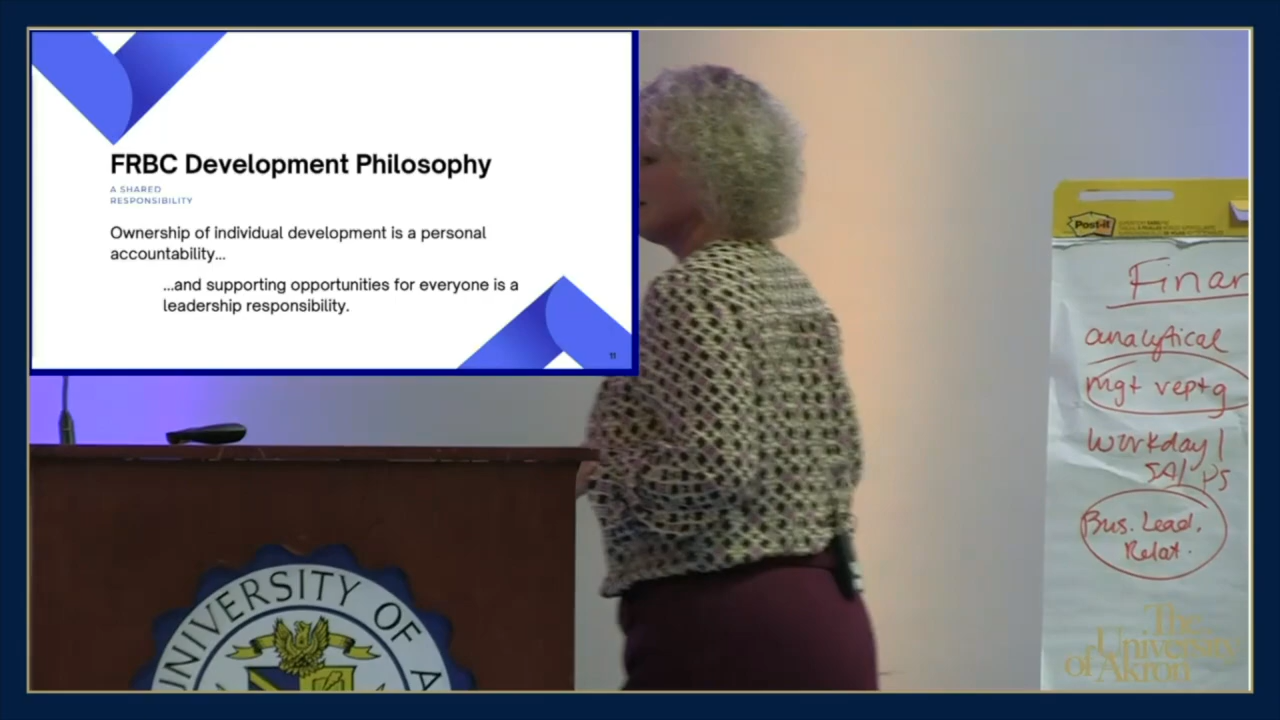 FRBC Development Philosophy
A SHARED
RESPONSIBILITY
Ownership of individual development is a personal
accountability...
...and supporting opportunities for everyone is a
leadership responsibility.
11
UNIVERSITY OF A
Post-it
Finan
analytical
mgt reptg
Workday/
SA/PS
Bus. Lead.
Relat.
The
University
of Akron